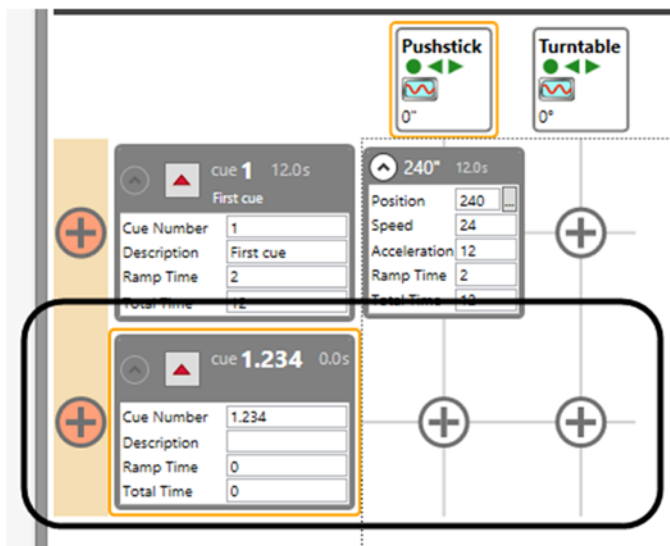 Pushstick
Turntable
0"
0°
cue 1 12.0s
First cue
Cue Number 1
Description First cue
Ramp Time 2
Total Time 12
240" 12.0s
Position 240 ...
Speed 24
Acceleration 12
Ramp Time 2
Total Time 12
cue 1.234 0.0s
Cue Number 1.234
Description
Ramp Time 0
Total Time 0